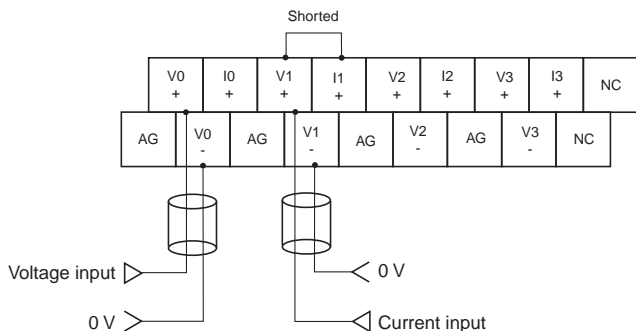 Shorted
V0 + I0 + V1 + I1 + V2 + I2 + V3 + I3 + NC
AG V0 - AG V1 - AG V2 - AG V3 - NC
Voltage input
0 V
0 V
Current input